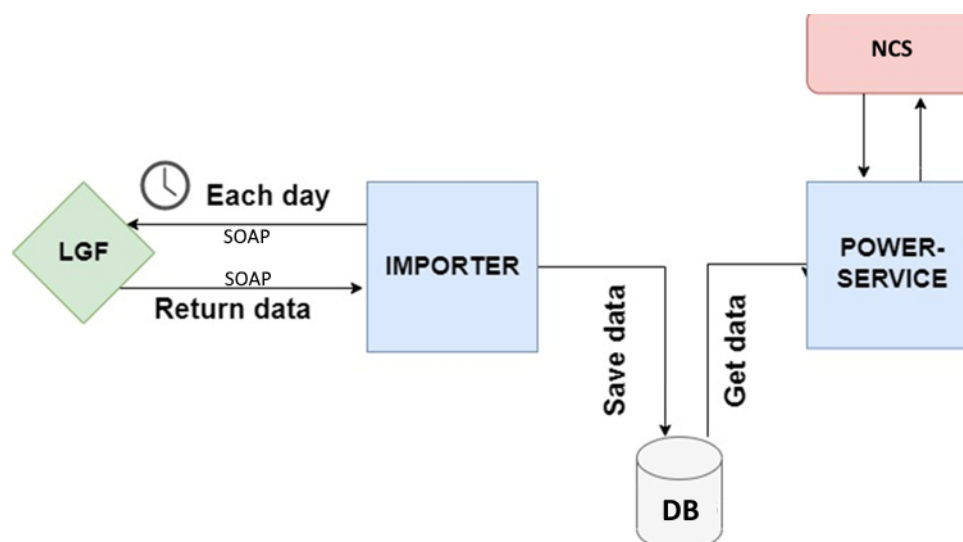 NCS
Each day
SOAP
LGF
IMPORTER
POWER-
SERVICE
SOAP
Return data
Save data
Get data
DB